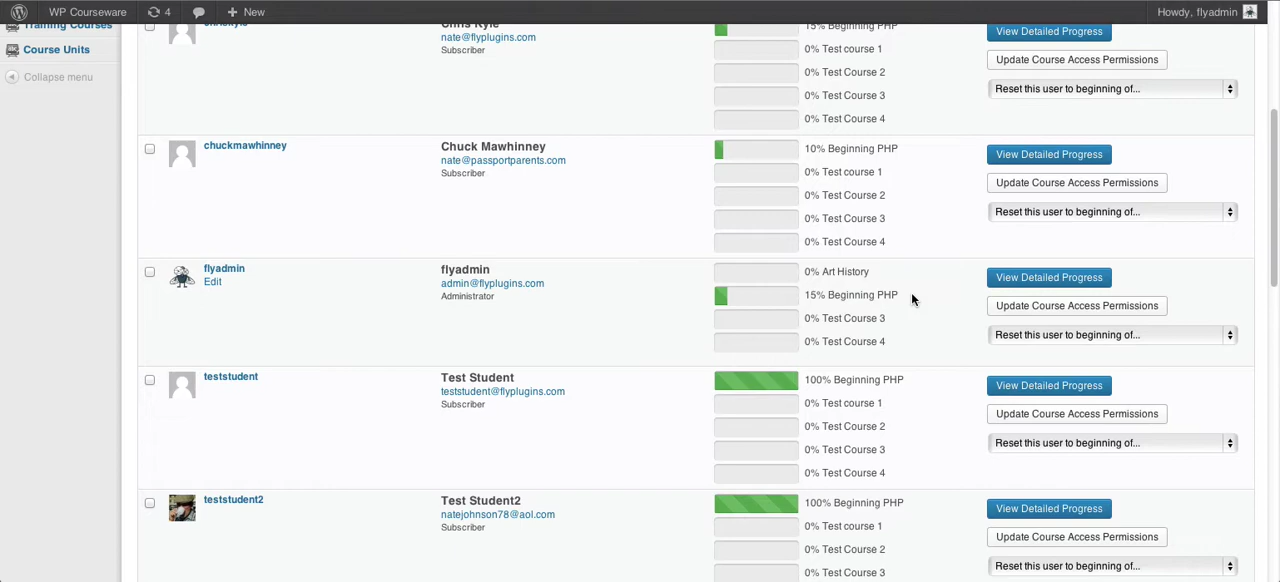 WP Courseware 4 + New Howdy, flyadmin
Training Courses
Course Units
Collapse menu
chriskyle Chris Kyle 15% Beginning PHP View Detailed Progress
nate@flyplugins.com
Subscriber 0% Test course 1 Update Course Access Permissions
0% Test Course 2
0% Test Course 3 Reset this user to beginning of...
0% Test Course 4
chuckmawhinney Chuck Mawhinney 10% Beginning PHP View Detailed Progress
nate@passportparents.com
Subscriber 0% Test course 1 Update Course Access Permissions
0% Test Course 2
0% Test Course 3 Reset this user to beginning of...
0% Test Course 4
flyadmin flyadmin 0% Art History View Detailed Progress
Edit admin@flyplugins.com
Administrator 15% Beginning PHP Update Course Access Permissions
0% Test Course 3
0% Test Course 4 Reset this user to beginning of...
teststudent Test Student 100% Beginning PHP View Detailed Progress
teststudent@flyplugins.com
Subscriber 0% Test course 1 Update Course Access Permissions
0% Test Course 2
0% Test Course 3 Reset this user to beginning of...
0% Test Course 4
teststudent2 Test Student2 100% Beginning PHP View Detailed Progress
natejohnson78@aol.com
Subscriber 0% Test course 1 Update Course Access Permissions
0% Test Course 2
0% Test Course 3 Reset this user to beginning of...